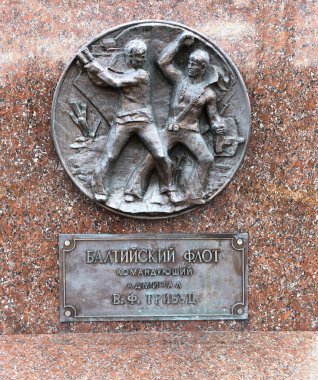 БАЛТИЙСКИЙ ФЛОТ
КОМАНДУЮЩИЙ
АДМИРАЛ
В.Ф. ТРИБУЦ